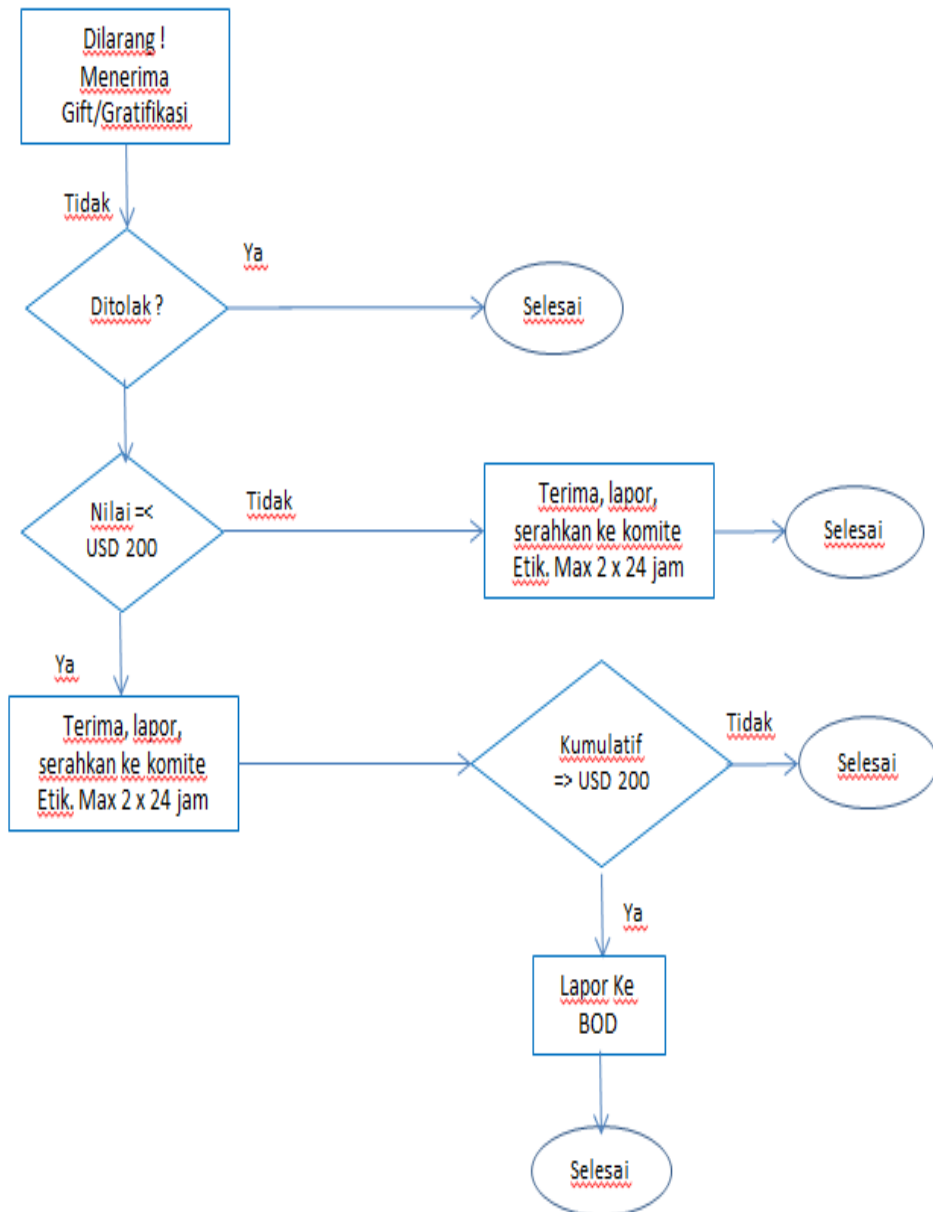 Dilarang !
Menerima
Gift/Gratifikasi
Tidak
Ya
Ditolak ?
Selesai
Nilai =<
USD 200
Tidak
Terima, lapor,
serahkan ke komite
Etik. Max 2 x 24 jam
Selesai
Ya
Terima, lapor,
serahkan ke komite
Etik. Max 2 x 24 jam
Kumulatif
=> USD 200
Tidak
Selesai
Ya
Lapor Ke
BOD
Selesai